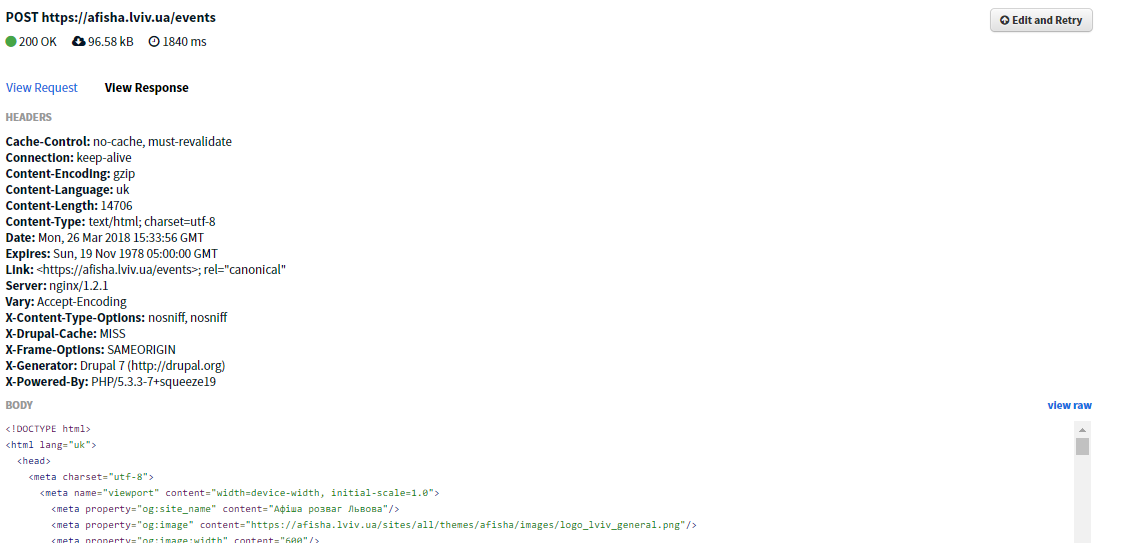 POST https://afisha.lviv.ua/events
Edit and Retry
200 OK 96.58 kB 1840 ms
View Request View Response
HEADERS
Cache-Control: no-cache, must-revalidate
Connection: keep-alive
Content-Encoding: gzip
Content-Language: uk
Content-Length: 14706
Content-Type: text/html; charset=utf-8
Date: Mon, 26 Mar 2018 15:33:56 GMT
Expires: Sun, 19 Nov 1978 05:00:00 GMT
Link: <https://afisha.lviv.ua/events>; rel="canonical"
Server: nginx/1.2.1
Vary: Accept-Encoding
X-Content-Type-Options: nosniff, nosniff
X-Drupal-Cache: MISS
X-Frame-Options: SAMEORIGIN
X-Generator: Drupal 7 (http://drupal.org)
X-Powered-By: PHP/5.3.3-7+squeeze19
BODY view raw
<!DOCTYPE html>
<html lang="uk">
<head>
<meta charset="utf-8">
<meta name="viewport" content="width=device-width, initial-scale=1.0">
<meta property="og:site_name" content="Афіша розваг Львова"/>
<meta property="og:image" content="https://afisha.lviv.ua/sites/all/themes/afisha/images/logo_lviv_general.png"/>
<meta property="og:image:width" content="600"/>